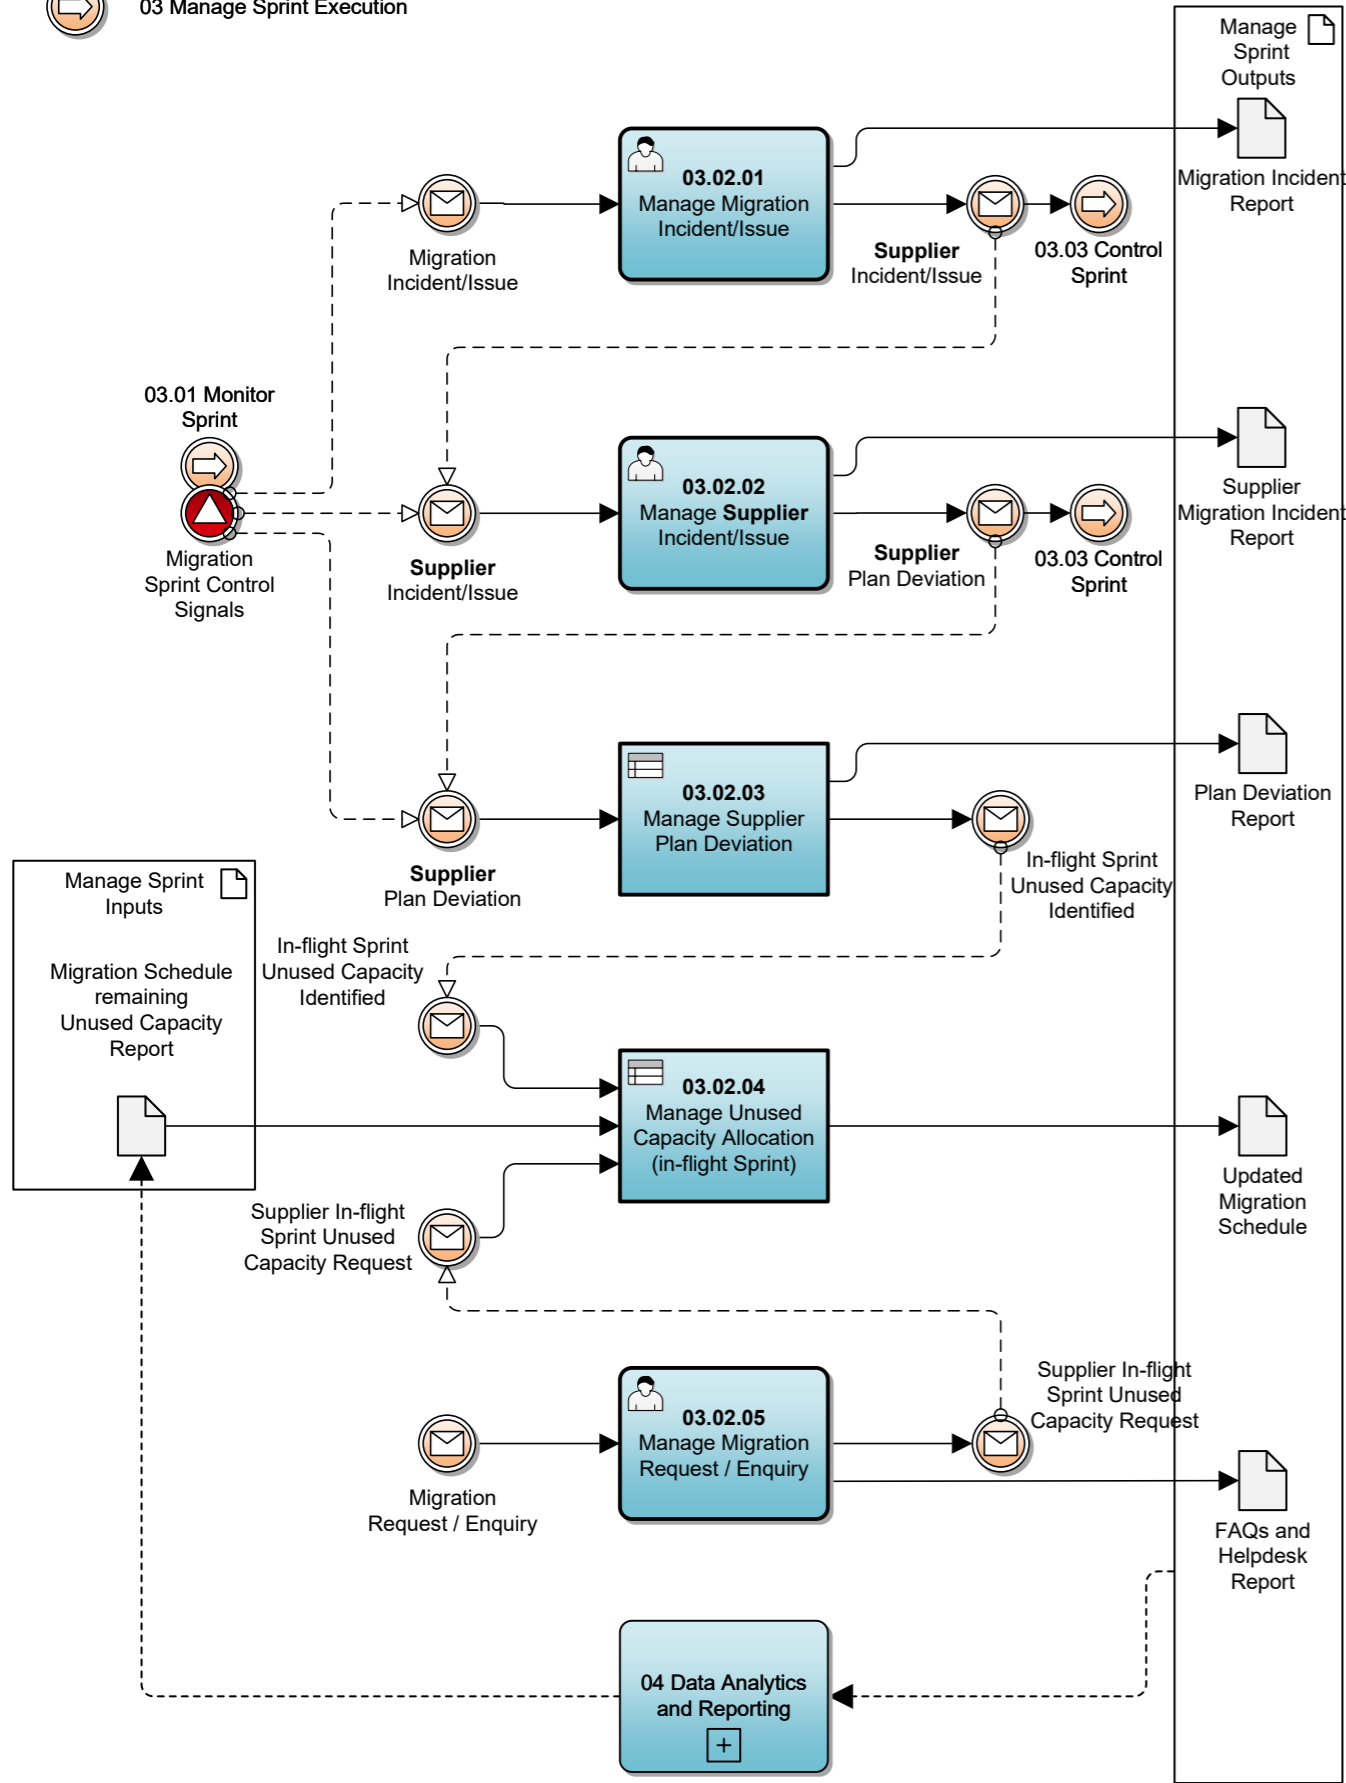 03 Manage Sprint Execution
Manage
Sprint
Outputs
03.02.01
Manage Migration
Incident/Issue
Migration Incident
Report
Migration
Incident/Issue
Supplier
Incident/Issue
03.03 Control
Sprint
03.01 Monitor
Sprint
Migration
Sprint Control
Signals
Supplier
Incident/Issue
03.02.02
Manage Supplier
Incident/Issue
Supplier
Plan Deviation
03.03 Control
Sprint
Supplier
Migration Incident
Report
03.02.03
Manage Supplier
Plan Deviation
Plan Deviation
Report
Supplier
Plan Deviation
In-flight Sprint
Unused Capacity
Identified
Manage Sprint
Inputs
Migration Schedule
remaining
Unused Capacity
Report
In-flight Sprint
Unused Capacity
Identified
03.02.04
Manage Unused
Capacity Allocation
(in-flight Sprint)
Updated
Migration
Schedule
Supplier In-flight
Sprint Unused
Capacity Request
03.02.05
Manage Migration
Request / Enquiry
Supplier In-flight
Sprint Unused
Capacity Request
Migration
Request / Enquiry
FAQs and
Helpdesk
Report
04 Data Analytics
and Reporting